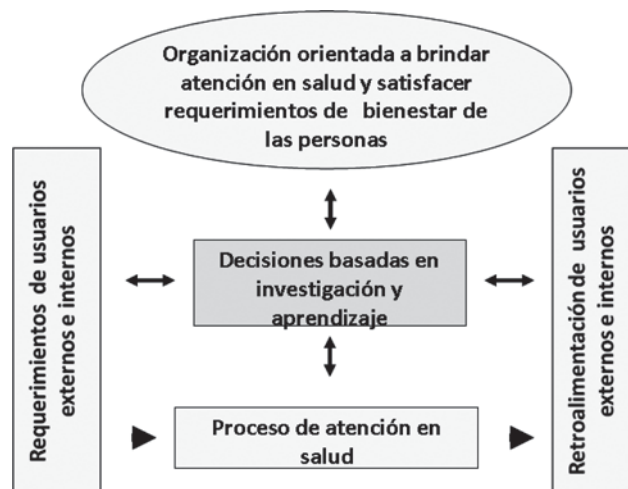 Organización orientada a brindar
atención en salud y satisfacer
requerimientos de bienestar de
las personas
Requerimientos de usuarios
externos e internos
Decisiones basadas en
investigación y
aprendizaje
Retroalimentación de usuarios
externos e internos
Proceso de atención en
salud